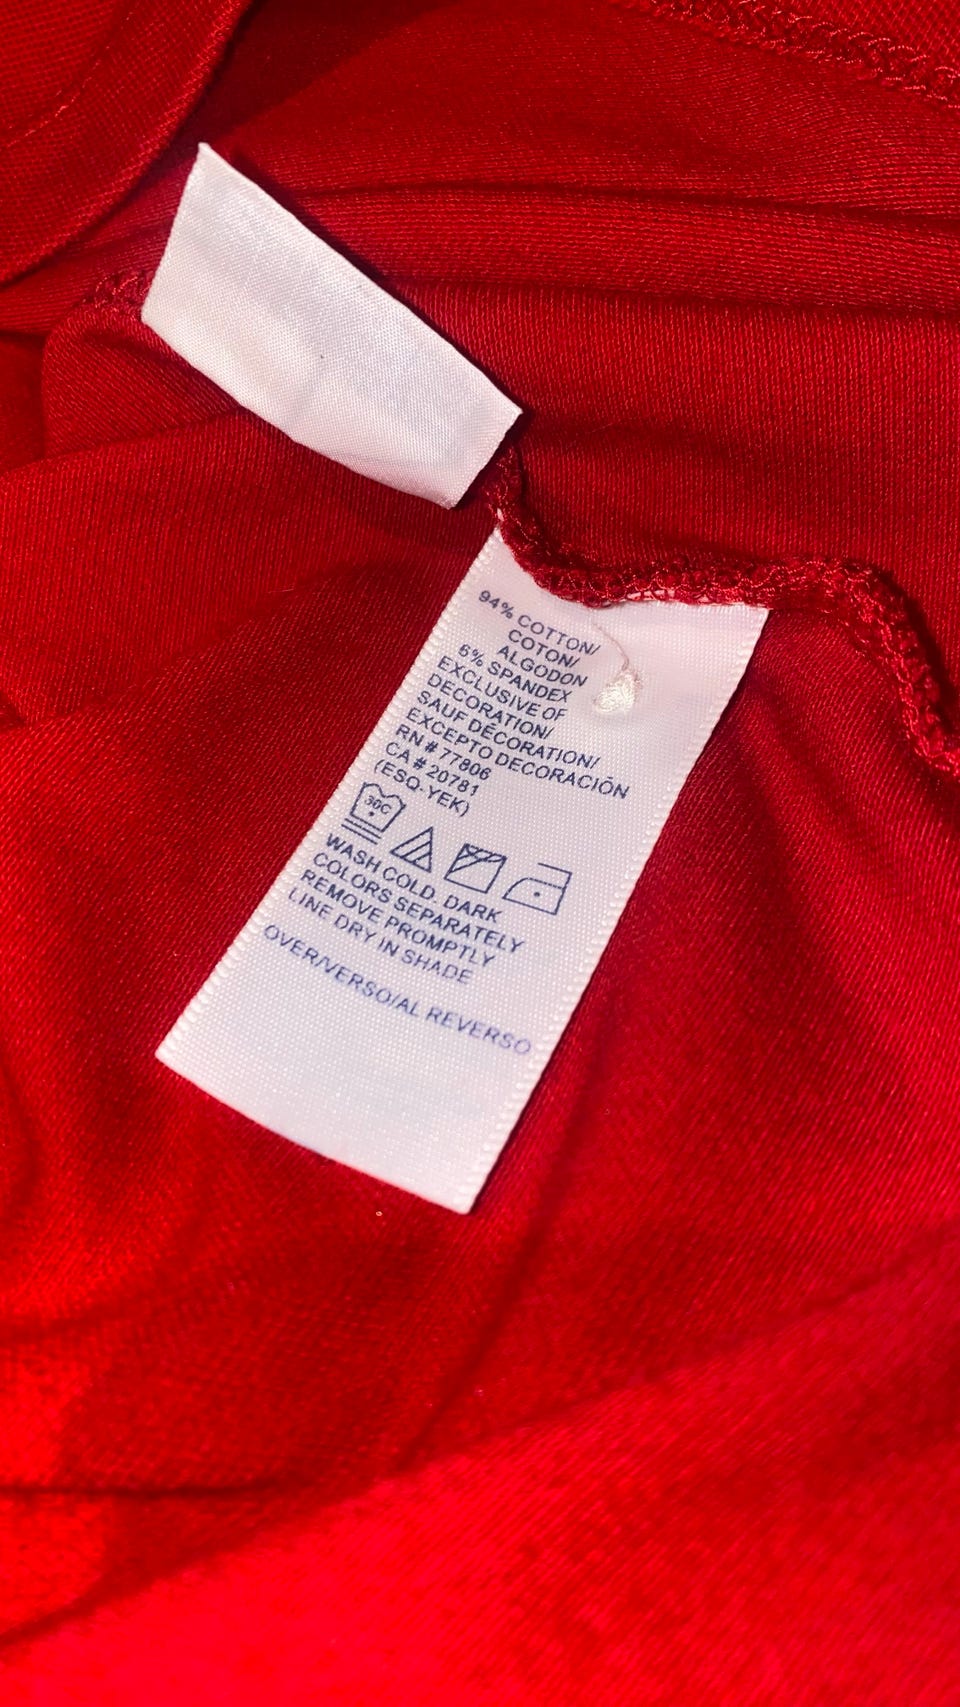 94% COTTON/
COTON/
ALGODON
6% SPANDEX
EXCLUSIVE OF
DECORATION/
SAUF DÉCORATION/
EXCEPTO DECORACIÓN
RN # 77806
CA # 20781
(ESQ-YEK)
30C
WASH COLD. DARK
COLORS SEPARATELY
REMOVE PROMPTLY
LINE DRY IN SHADE
OVER/VERSO/AL REVERSO